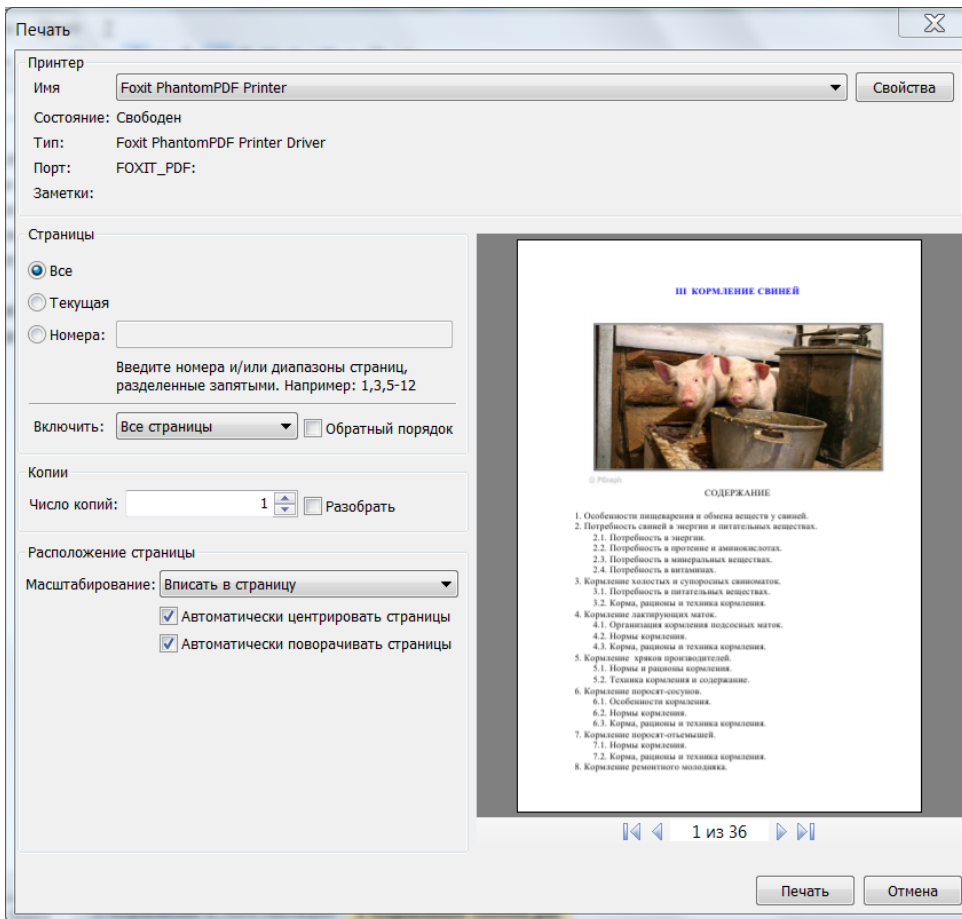 Печать
Принтер
Имя
Foxit PhantomPDF Printer
Свойства
Состояние: Свободен
Тип: Foxit PhantomPDF Printer Driver
Порт: FOXIT_PDF:
Заметки:
Страницы
Все
Текущая
Номера:
Введите номера и/или диапазоны страниц,
разделенные запятыми. Например: 1,3,5-12
Включить: Все страницы Обратный порядок
Копии
Число копий: 1 Разобрать
Расположение страницы
Масштабирование: Вписать в страницу
Автоматически центрировать страницы
Автоматически поворачивать страницы
III КОРМЛЕНИЕ СВИНЕЙ
СОДЕРЖАНИЕ
1. Особенности пищеварения и обмена веществ у свиней.
2. Потребность свиней в энергии и питательных веществах.
2.1. Потребность в энергии.
2.2. Потребность в протеине и аминокислотах.
2.3. Потребность в минеральных веществах.
2.4. Потребность в витаминах.
3. Кормление холостых и супоросных свиноматок.
3.1. Потребность в питательных веществах.
3.2. Корма, рационы и техника кормления.
4. Кормление лактирующих маток.
4.1. Организация кормления подсосных маток.
4.2. Нормы кормления.
4.3. Корма, рационы и техника кормления.
5. Кормление хряков производителей.
5.1. Нормы и рационы кормления.
5.2. Техника кормления и содержание.
6. Кормление поросят-сосунов.
6.1. Особенности кормления.
6.2. Нормы кормления.
6.3. Корма, рационы и техника кормления.
7. Кормление поросят-отъемышей.
7.1. Нормы кормления.
7.2. Корма, рационы и техника кормления.
8. Кормление ремонтного молодняка.
1 из 36
Печать
Отмена